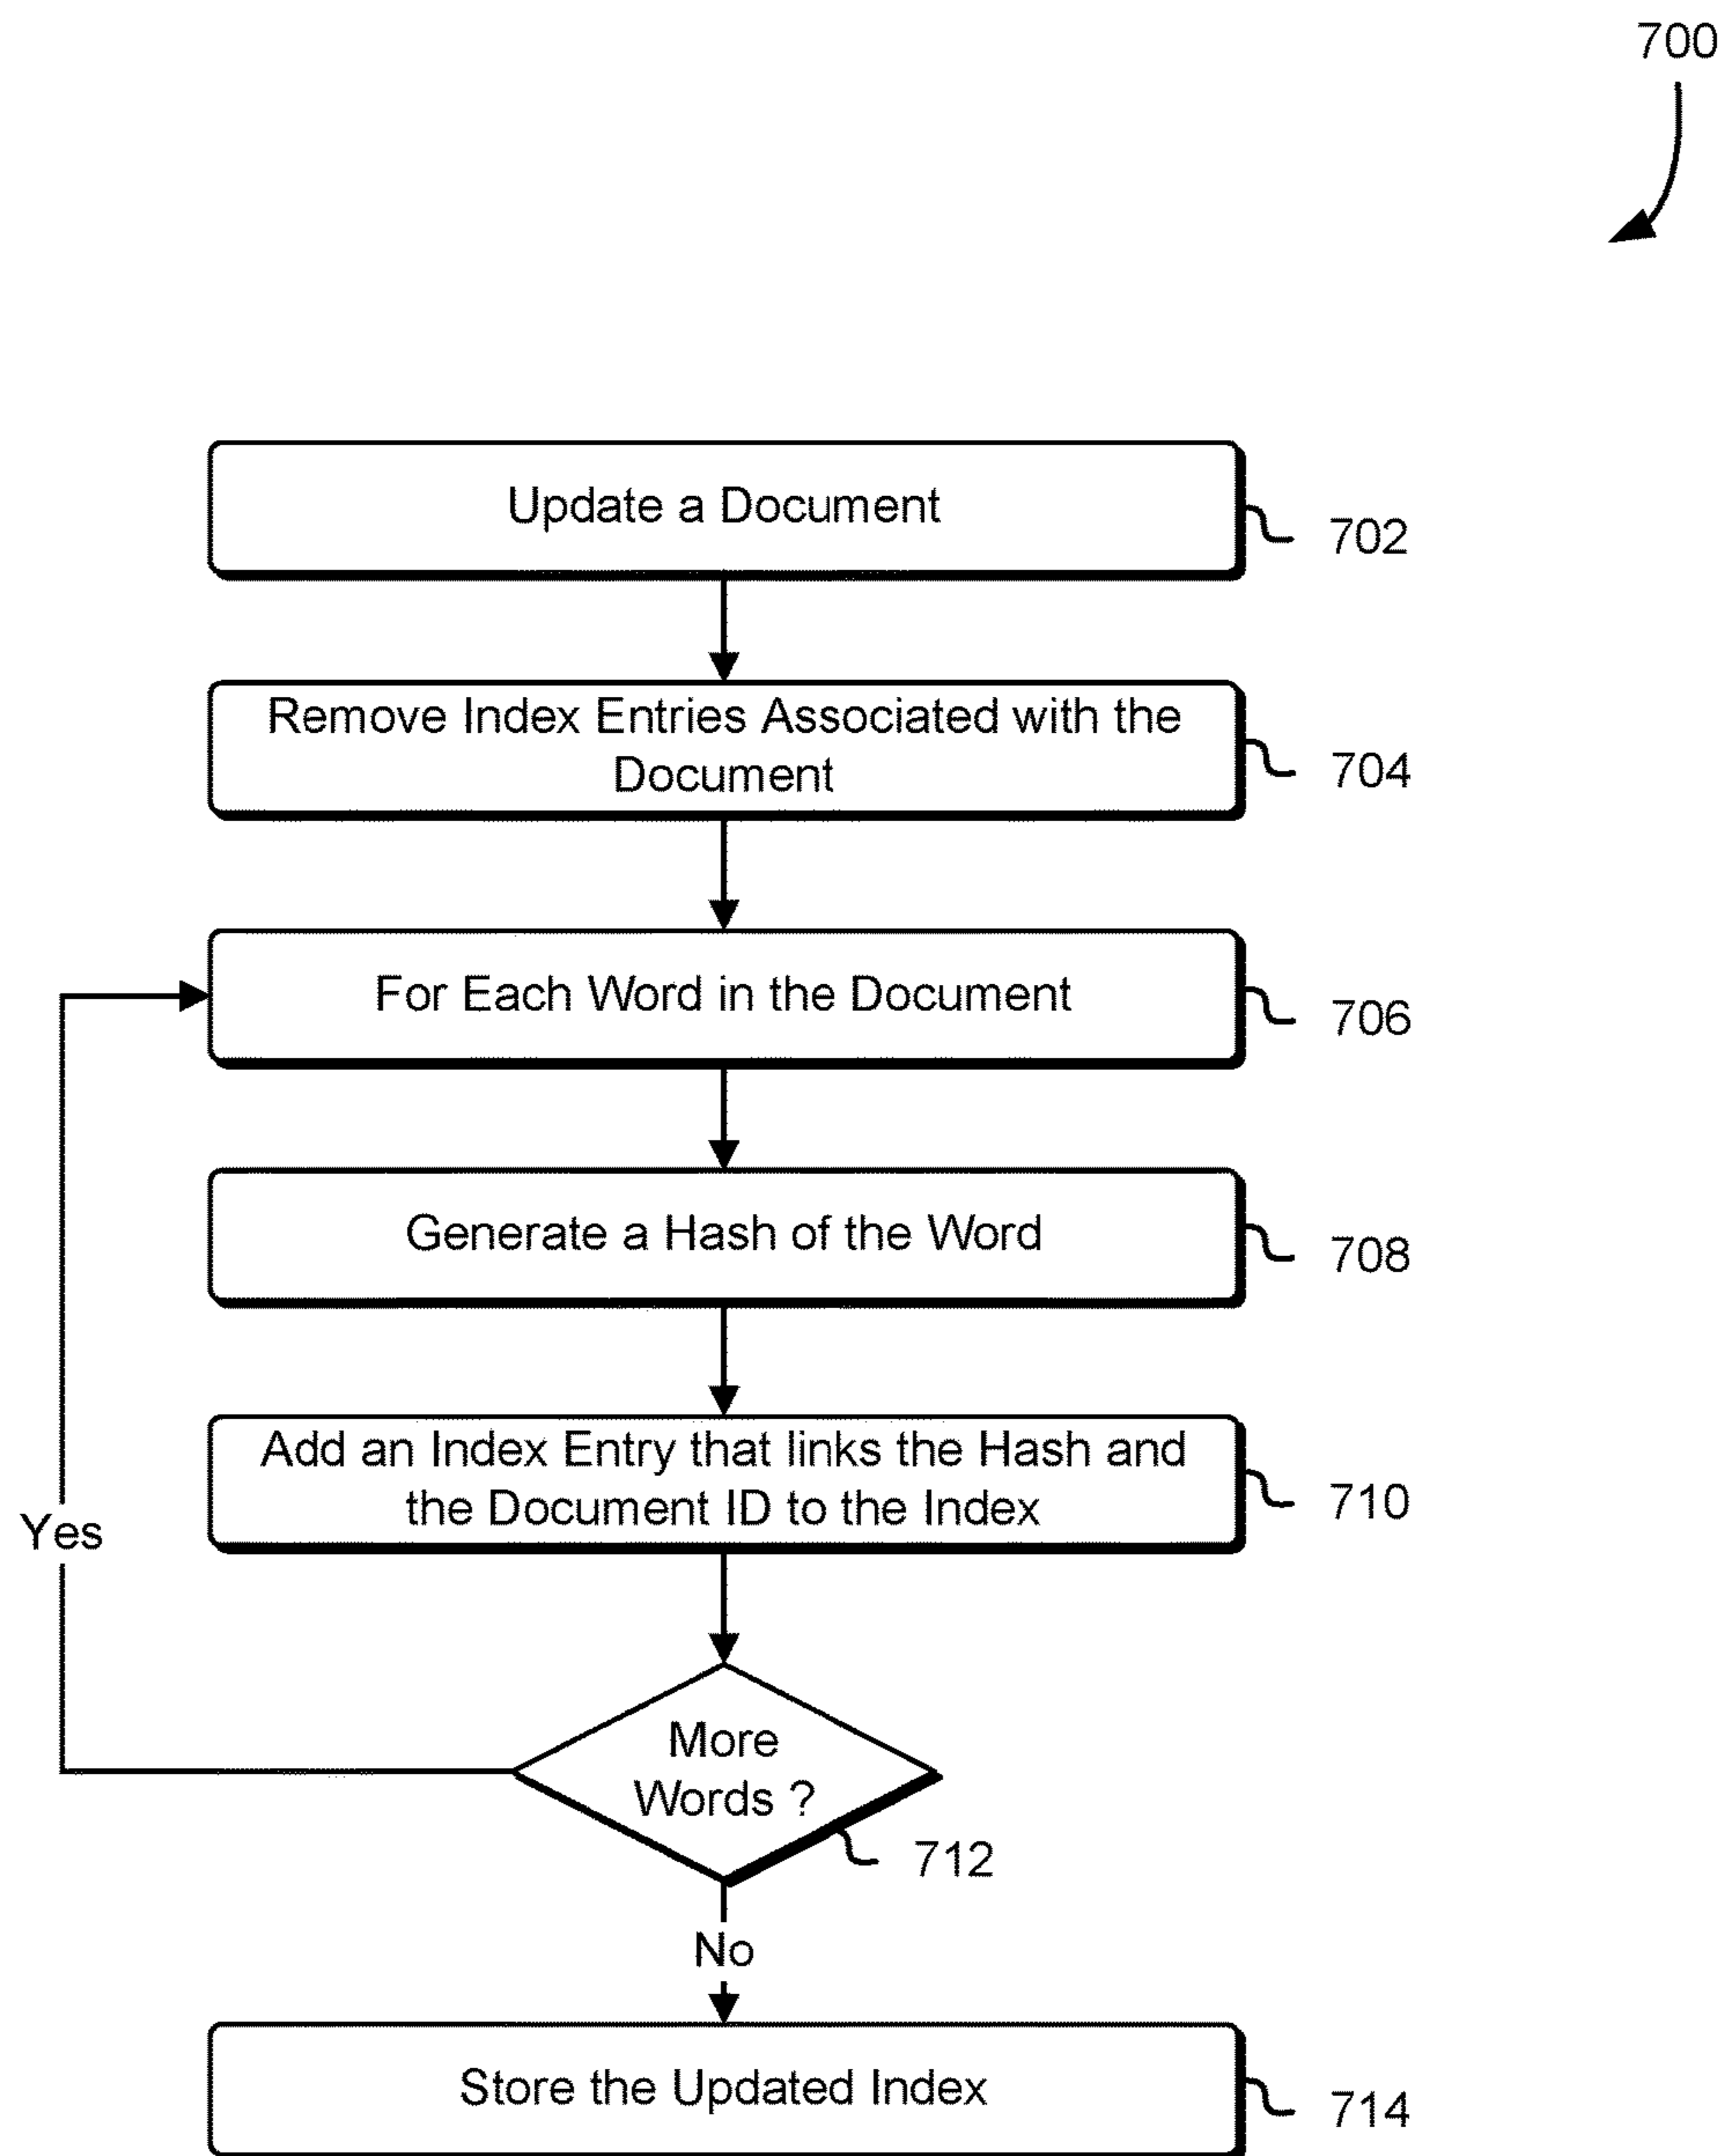 700
Update a Document
702
Remove Index Entries Associated with the
Document
704
For Each Word in the Document
706
Generate a Hash of the Word
708
Add an Index Entry that links the Hash and
the Document ID to the Index
710
Yes
More
Words ?
712
No
Store the Updated Index
714